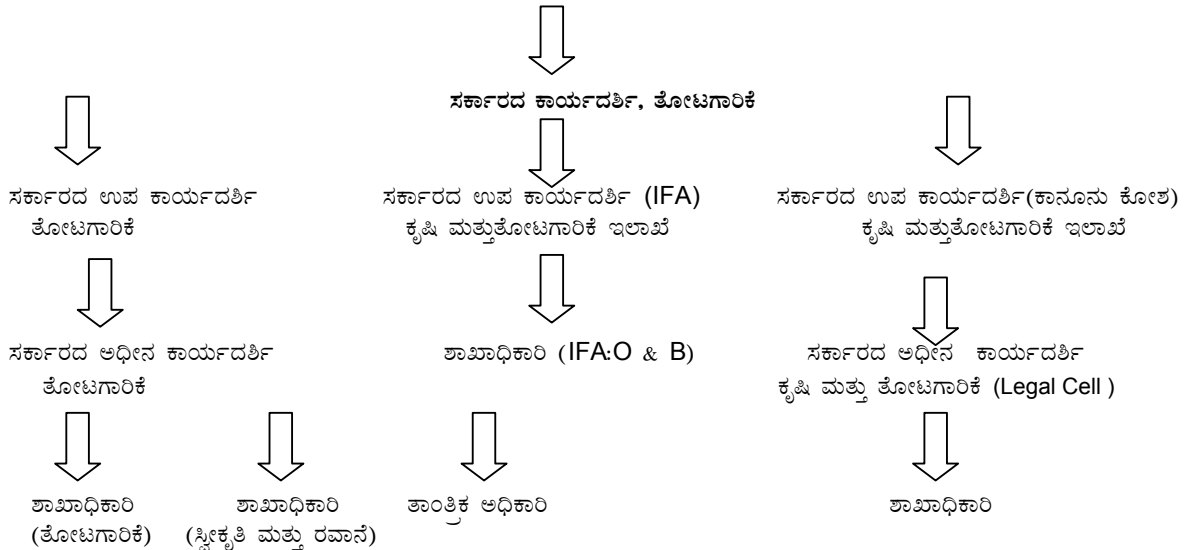 ಸರ್ಕಾರದ ಕಾರ್ಯದರ್ಶಿ, ತೋಟಗಾರಿಕೆ
ಸರ್ಕಾರದ ಉಪ ಕಾರ್ಯದರ್ಶಿ
ತೋಟಗಾರಿಕೆ
ಸರ್ಕಾರದ ಉಪ ಕಾರ್ಯದರ್ಶಿ (IFA)
ಕೃಷಿ ಮತ್ತುತೋಟಗಾರಿಕೆ ಇಲಾಖೆ
ಸರ್ಕಾರದ ಉಪ ಕಾರ್ಯದರ್ಶಿ(ಕಾನೂನು ಕೋಶ)
ಕೃಷಿ ಮತ್ತುತೋಟಗಾರಿಕೆ ಇಲಾಖೆ
ಸರ್ಕಾರದ ಅಧೀನ ಕಾರ್ಯದರ್ಶಿ
ತೋಟಗಾರಿಕೆ
ಶಾಖಾಧಿಕಾರಿ (IFA:O & B)
ಸರ್ಕಾರದ ಅಧೀನ ಕಾರ್ಯದರ್ಶಿ
ಕೃಷಿ ಮತ್ತು ತೋಟಗಾರಿಕೆ (Legal Cell )
ಶಾಖಾಧಿಕಾರಿ
(ತೋಟಗಾರಿಕೆ)
ಶಾಖಾಧಿಕಾರಿ
(ಸ್ವೀಕೃತಿ ಮತ್ತು ರವಾನೆ)
ತಾಂತ್ರಿಕ ಅಧಿಕಾರಿ
ಶಾಖಾಧಿಕಾರಿ